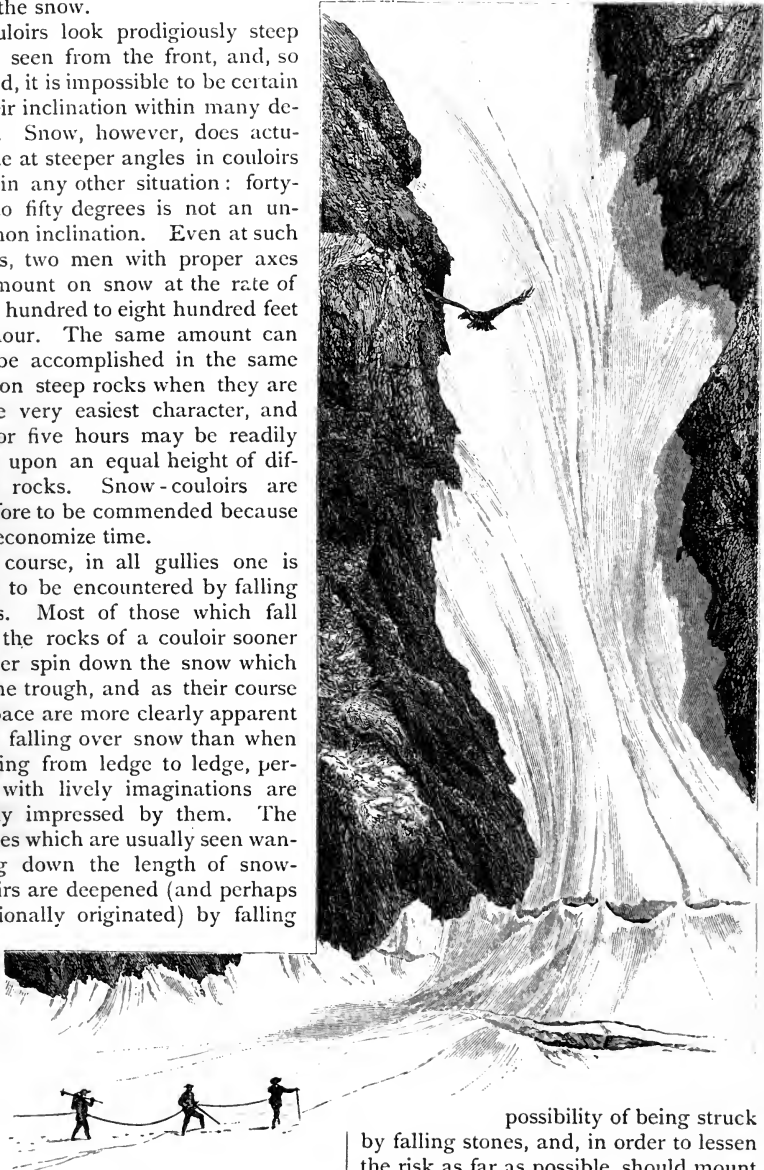 the snow.
uloirs look prodigiously steep
seen from the front, and, so
d, it is impossible to be certain
eir inclination within many de-
. Snow, however, does actu-
e at steeper angles in couloirs
in any other situation: forty-
o fifty degrees is not an un-
mon inclination. Even at such
s, two men with proper axes
mount on snow at the rate of
hundred to eight hundred feet
our. The same amount can
be accomplished in the same
on steep rocks when they are
e very easiest character, and
or five hours may be readily
upon an equal height of dif-
rocks. Snow-couloirs are
fore to be commended because
economize time.
course, in all gullies one is
to be encountered by falling
s. Most of those which fall
the rocks of a couloir sooner
er spin down the snow which
he trough, and as their course
pace are more clearly apparent
falling over snow than when
ing from ledge to ledge, per-
with lively imaginations are
y impressed by them. The
es which are usually seen wan-
g down the length of snow-
irs are deepened (and perhaps
ionally originated) by falling
possibility of being struck
by falling stones, and, in order to lessen
the risk as far as possible, should mount